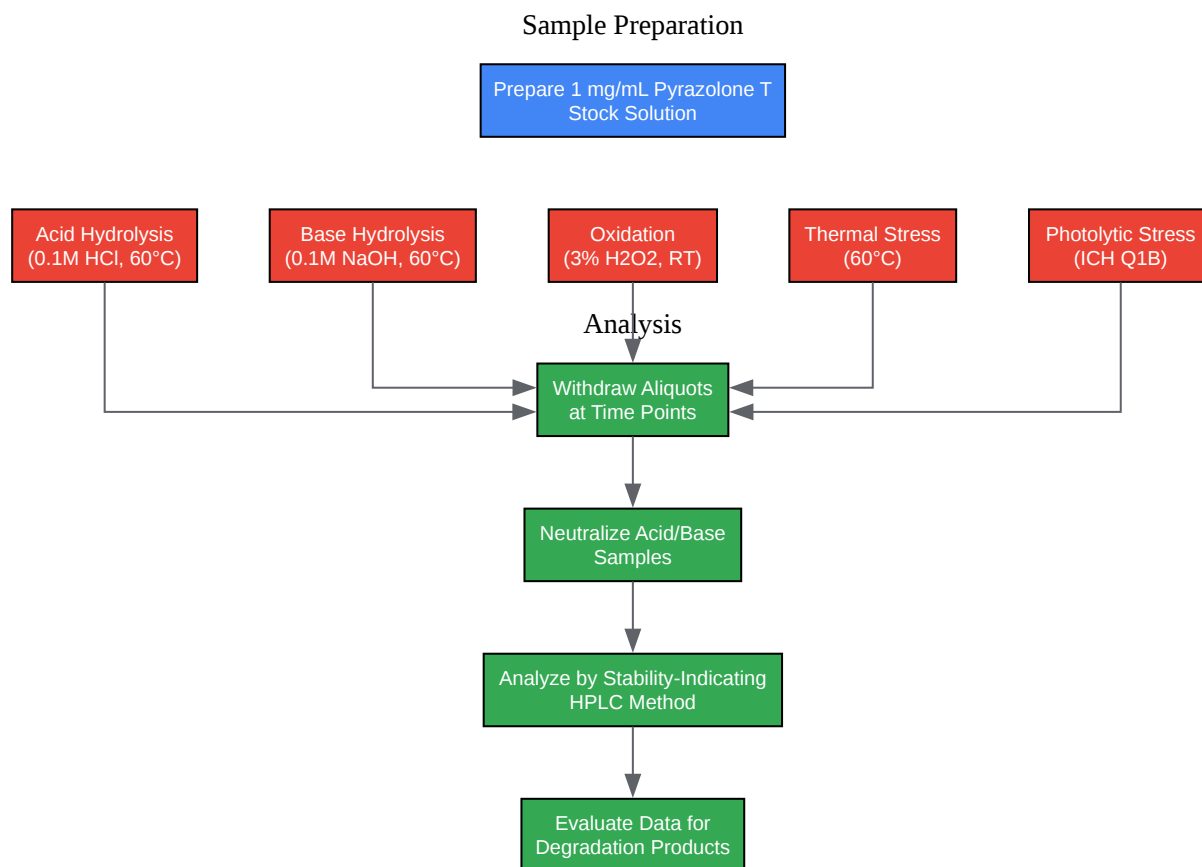 Sample Preparation
Prepare 1 mg/mL Pyrazolone T
Stock Solution
Acid Hydrolysis
(0.1M HCl, 60°C)
Base Hydrolysis
(0.1M NaOH, 60°C)
Oxidation
(3% H2O2, RT)
Thermal Stress
(60°C)
Photolytic Stress
(ICH Q1B)
Analysis
Withdraw Aliquots
at Time Points
Neutralize Acid/Base
Samples
Analyze by Stability-Indicating
HPLC Method
Evaluate Data for
Degradation Products